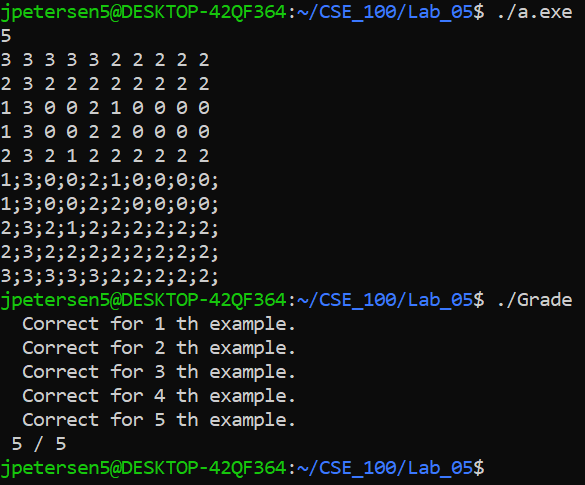 jpetersen5@DESKTOP-42QF364:~/CSE_100/Lab_05$ ./a.exe
5
3 3 3 3 3 2 2 2 2 2
2 3 2 2 2 2 2 2 2 2
1 3 0 0 2 1 0 0 0 0
1 3 0 0 2 2 0 0 0 0
2 3 2 1 2 2 2 2 2 2
1;3;0;0;2;1;0;0;0;0;
1;3;0;0;2;2;0;0;0;0;
2;3;2;1;2;2;2;2;2;2;
2;3;2;2;2;2;2;2;2;2;
3;3;3;3;3;2;2;2;2;2;
jpetersen5@DESKTOP-42QF364:~/CSE_100/Lab_05$ ./Grade
  Correct for 1 th example.
  Correct for 2 th example.
  Correct for 3 th example.
  Correct for 4 th example.
  Correct for 5 th example.
 5 / 5
jpetersen5@DESKTOP-42QF364:~/CSE_100/Lab_05$